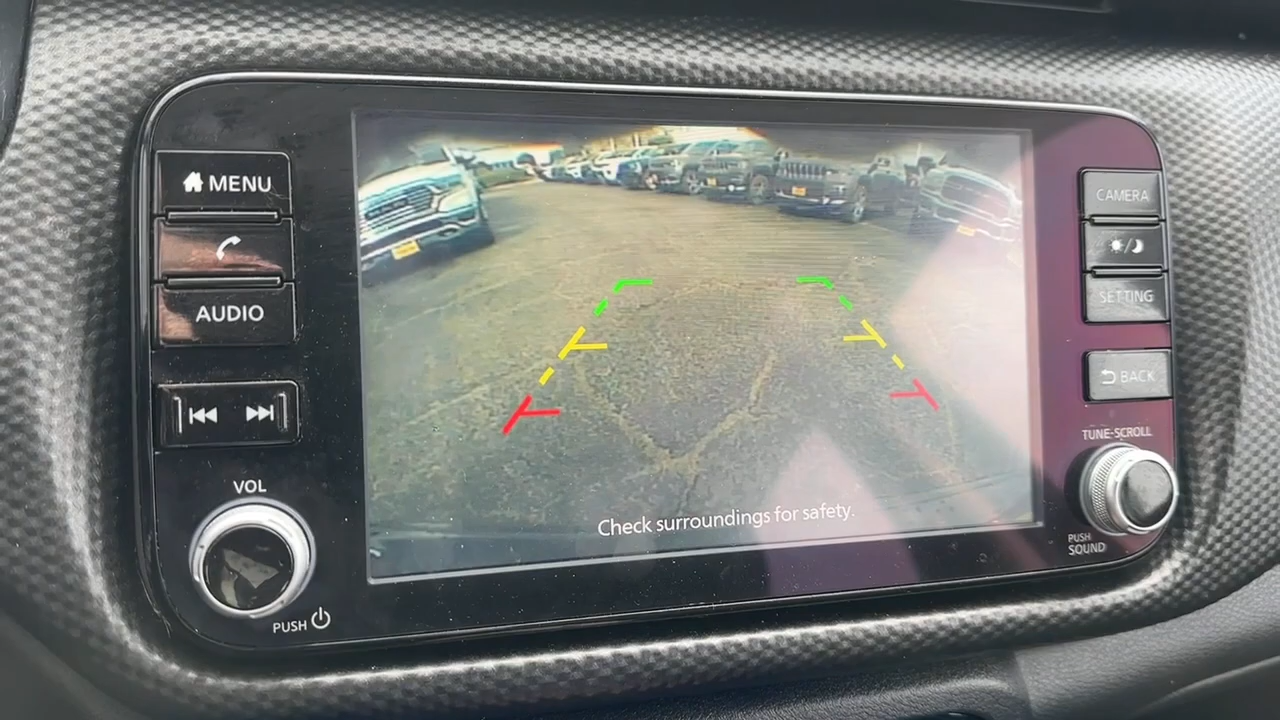 MENU
AUDIO
VOL
PUSH
Check surroundings for safety.
CAMERA
SETTING
BACK
TUNE·SCROLL
PUSH
SOUND